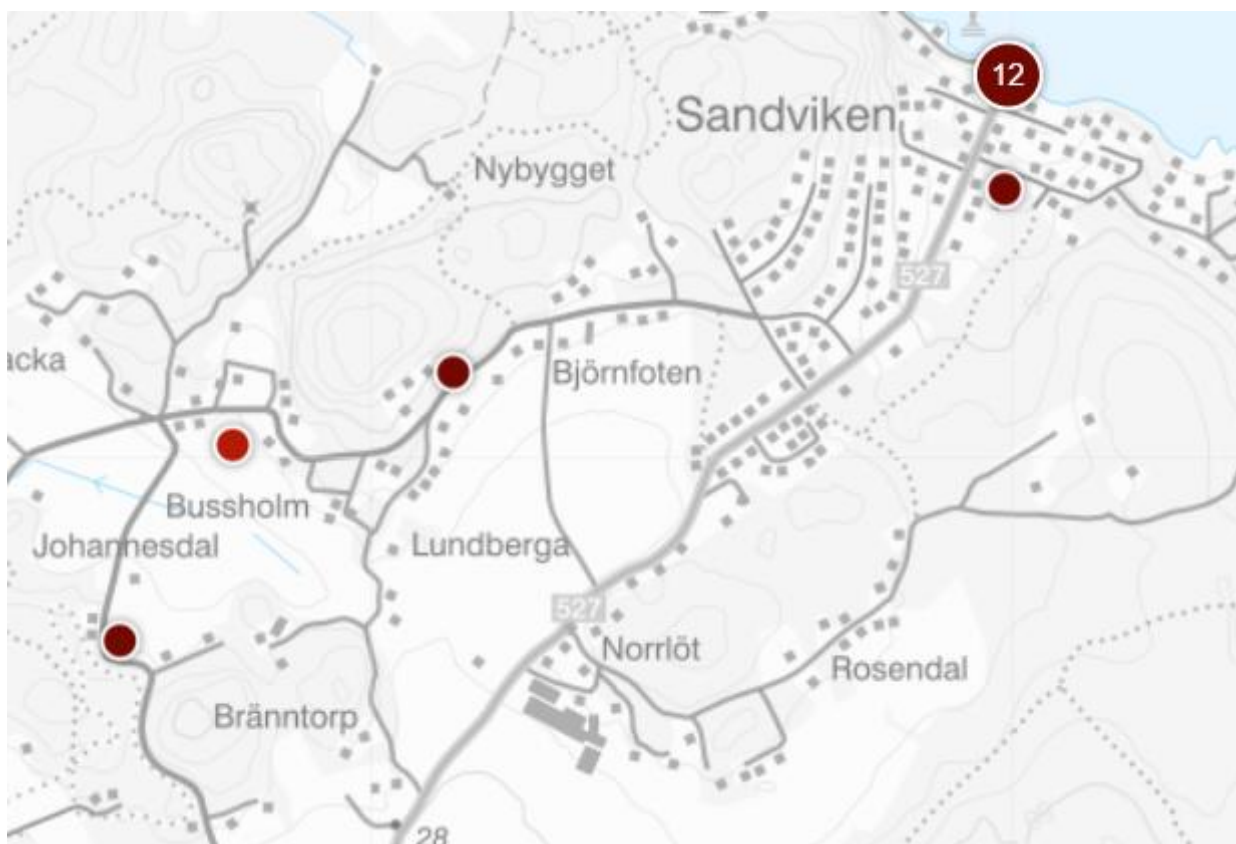 12
Sandviken
Nybygget
527
acka
Björnfoten
Bussholm
Johannesdal
Lundberga
527
Norrlöt
Rosendal
Bränntorp
28